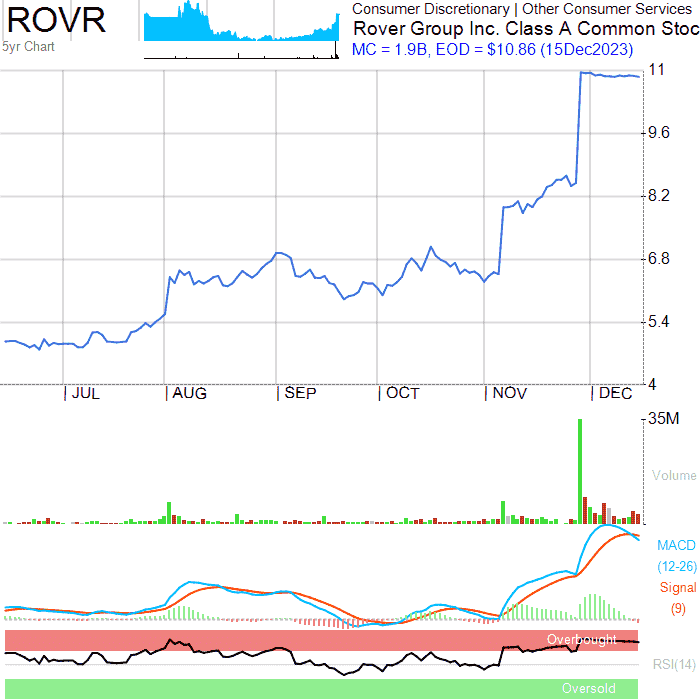 ROVR
5yr Chart
Consumer Discretionary | Other Consumer Services
Rover Group Inc. Class A Common Stoc
MC = 1.9B, EOD = $10.86 (15Dec2023)
11
9.6
8.2
6.8
5.4
4
JUL
AUG
SEP
OCT
NOV
DEC
35M
Volume
MACD
(12-26)
Signal
(9)
Overbought
RSI(14)
Oversold